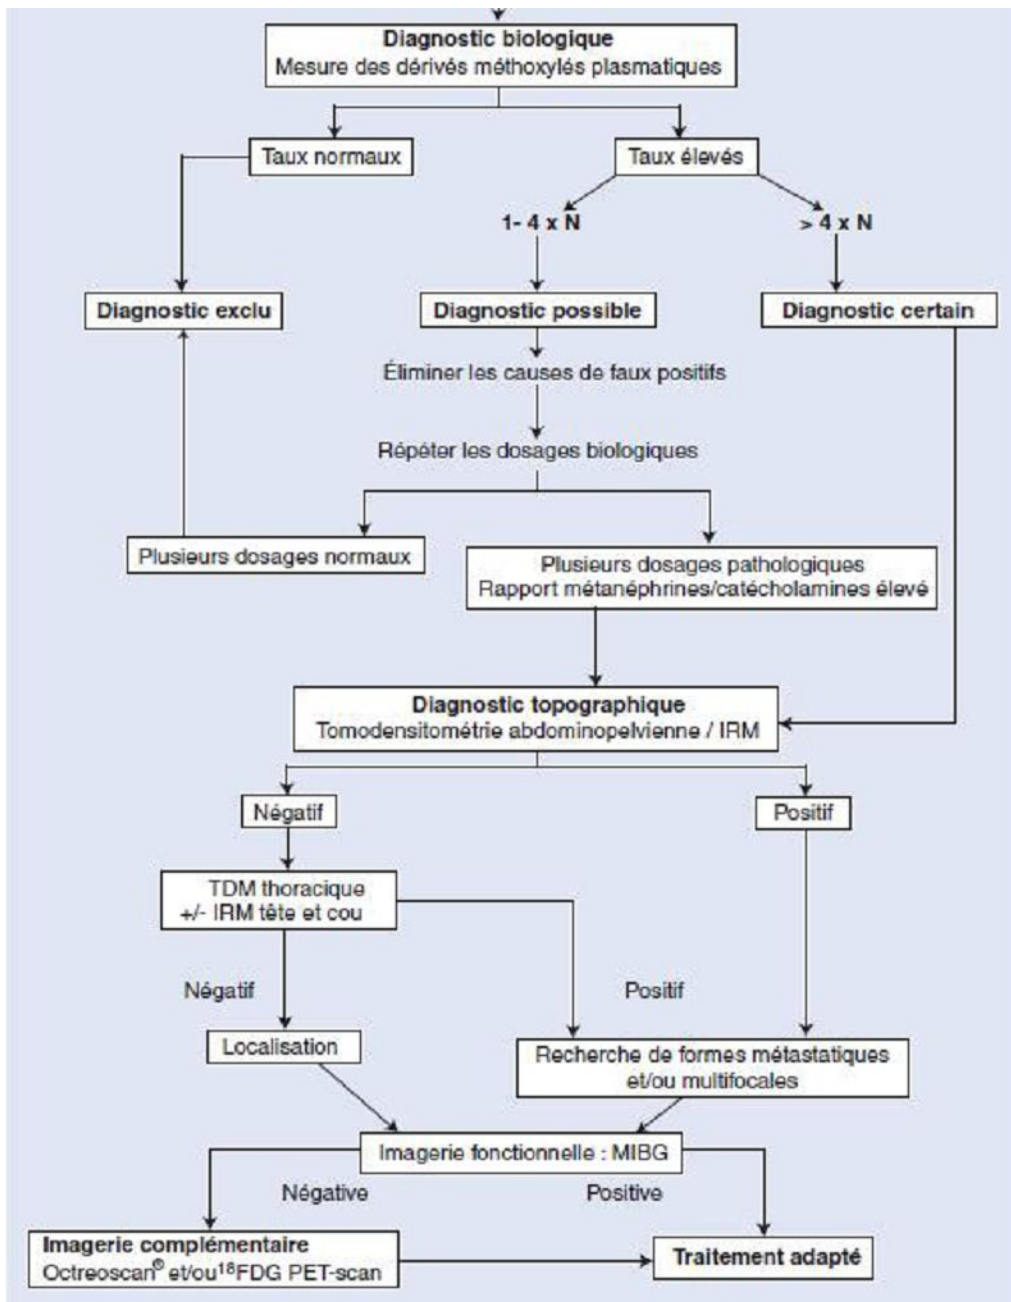 Diagnostic biologique
Mesure des dérivés méthoxylés plasmatiques
Taux normaux
Taux élevés
1- 4 x N
> 4 x N
Diagnostic exclu
Diagnostic possible
Diagnostic certain
Éliminer les causes de faux positifs
Répéter les dosages biologiques
Plusieurs dosages normaux
Plusieurs dosages pathologiques
Rapport métanéphrines/catécholamines élevé
Diagnostic topographique
Tomodensitométrie abdominopelvienne / IRM
Négatif
Positif
TDM thoracique
+/- IRM tête et cou
Négatif
Positif
Localisation
Recherche de formes métastatiques
et/ou multifocales
Imagerie fonctionnelle : MIBG
Négative
Positive
Imagerie complémentaire
Octreoscan® et/ou¹⁸FDG PET-scan
Traitement adapté